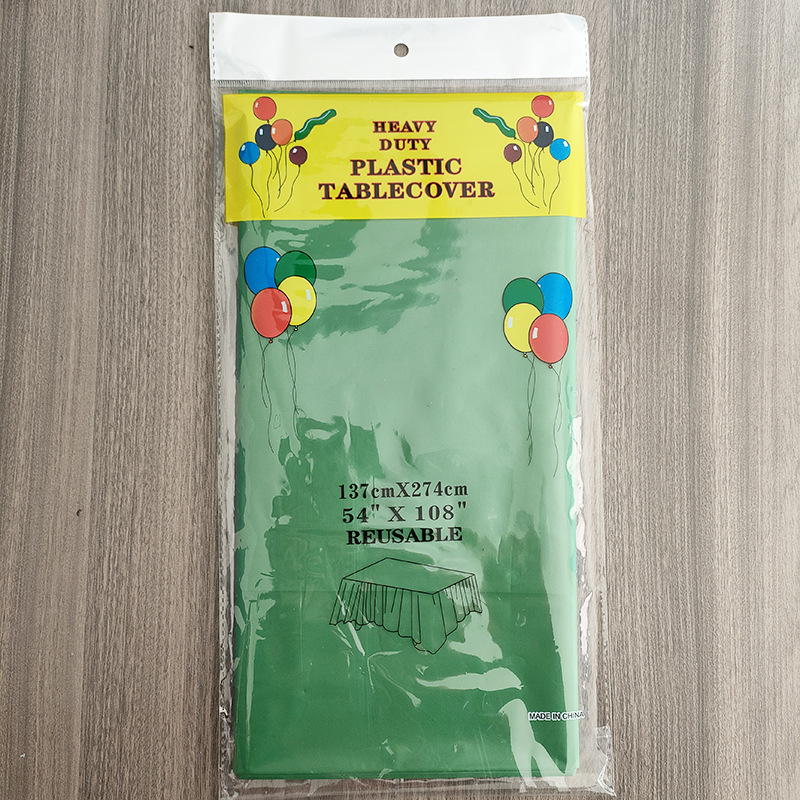 HEAVY
DUTY
PLASTIC
TABLECOVER
137cmX274cm
54" X 108"
REUSABLE
MADE IN CHINA